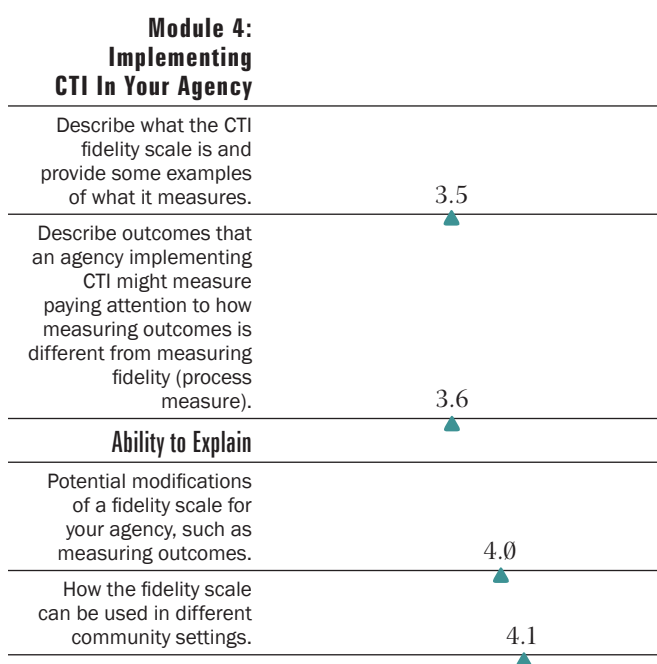 Module 4:
Implementing
CTI In Your Agency
Describe what the CTI
fidelity scale is and
provide some examples
of what it measures.
3.5
Describe outcomes that
an agency implementing
CTI might measure
paying attention to how
measuring outcomes is
different from measuring
fidelity (process
measure).
3.6
Ability to Explain
Potential modifications
of a fidelity scale for
your agency, such as
measuring outcomes.
4.0
How the fidelity scale
can be used in different
community settings.
4.1